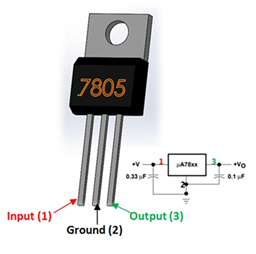 7805
+V 1 μA78xx 3 +VO
0.33 μF 2 0.1 μF
Input (1) Output (3)
Ground (2)